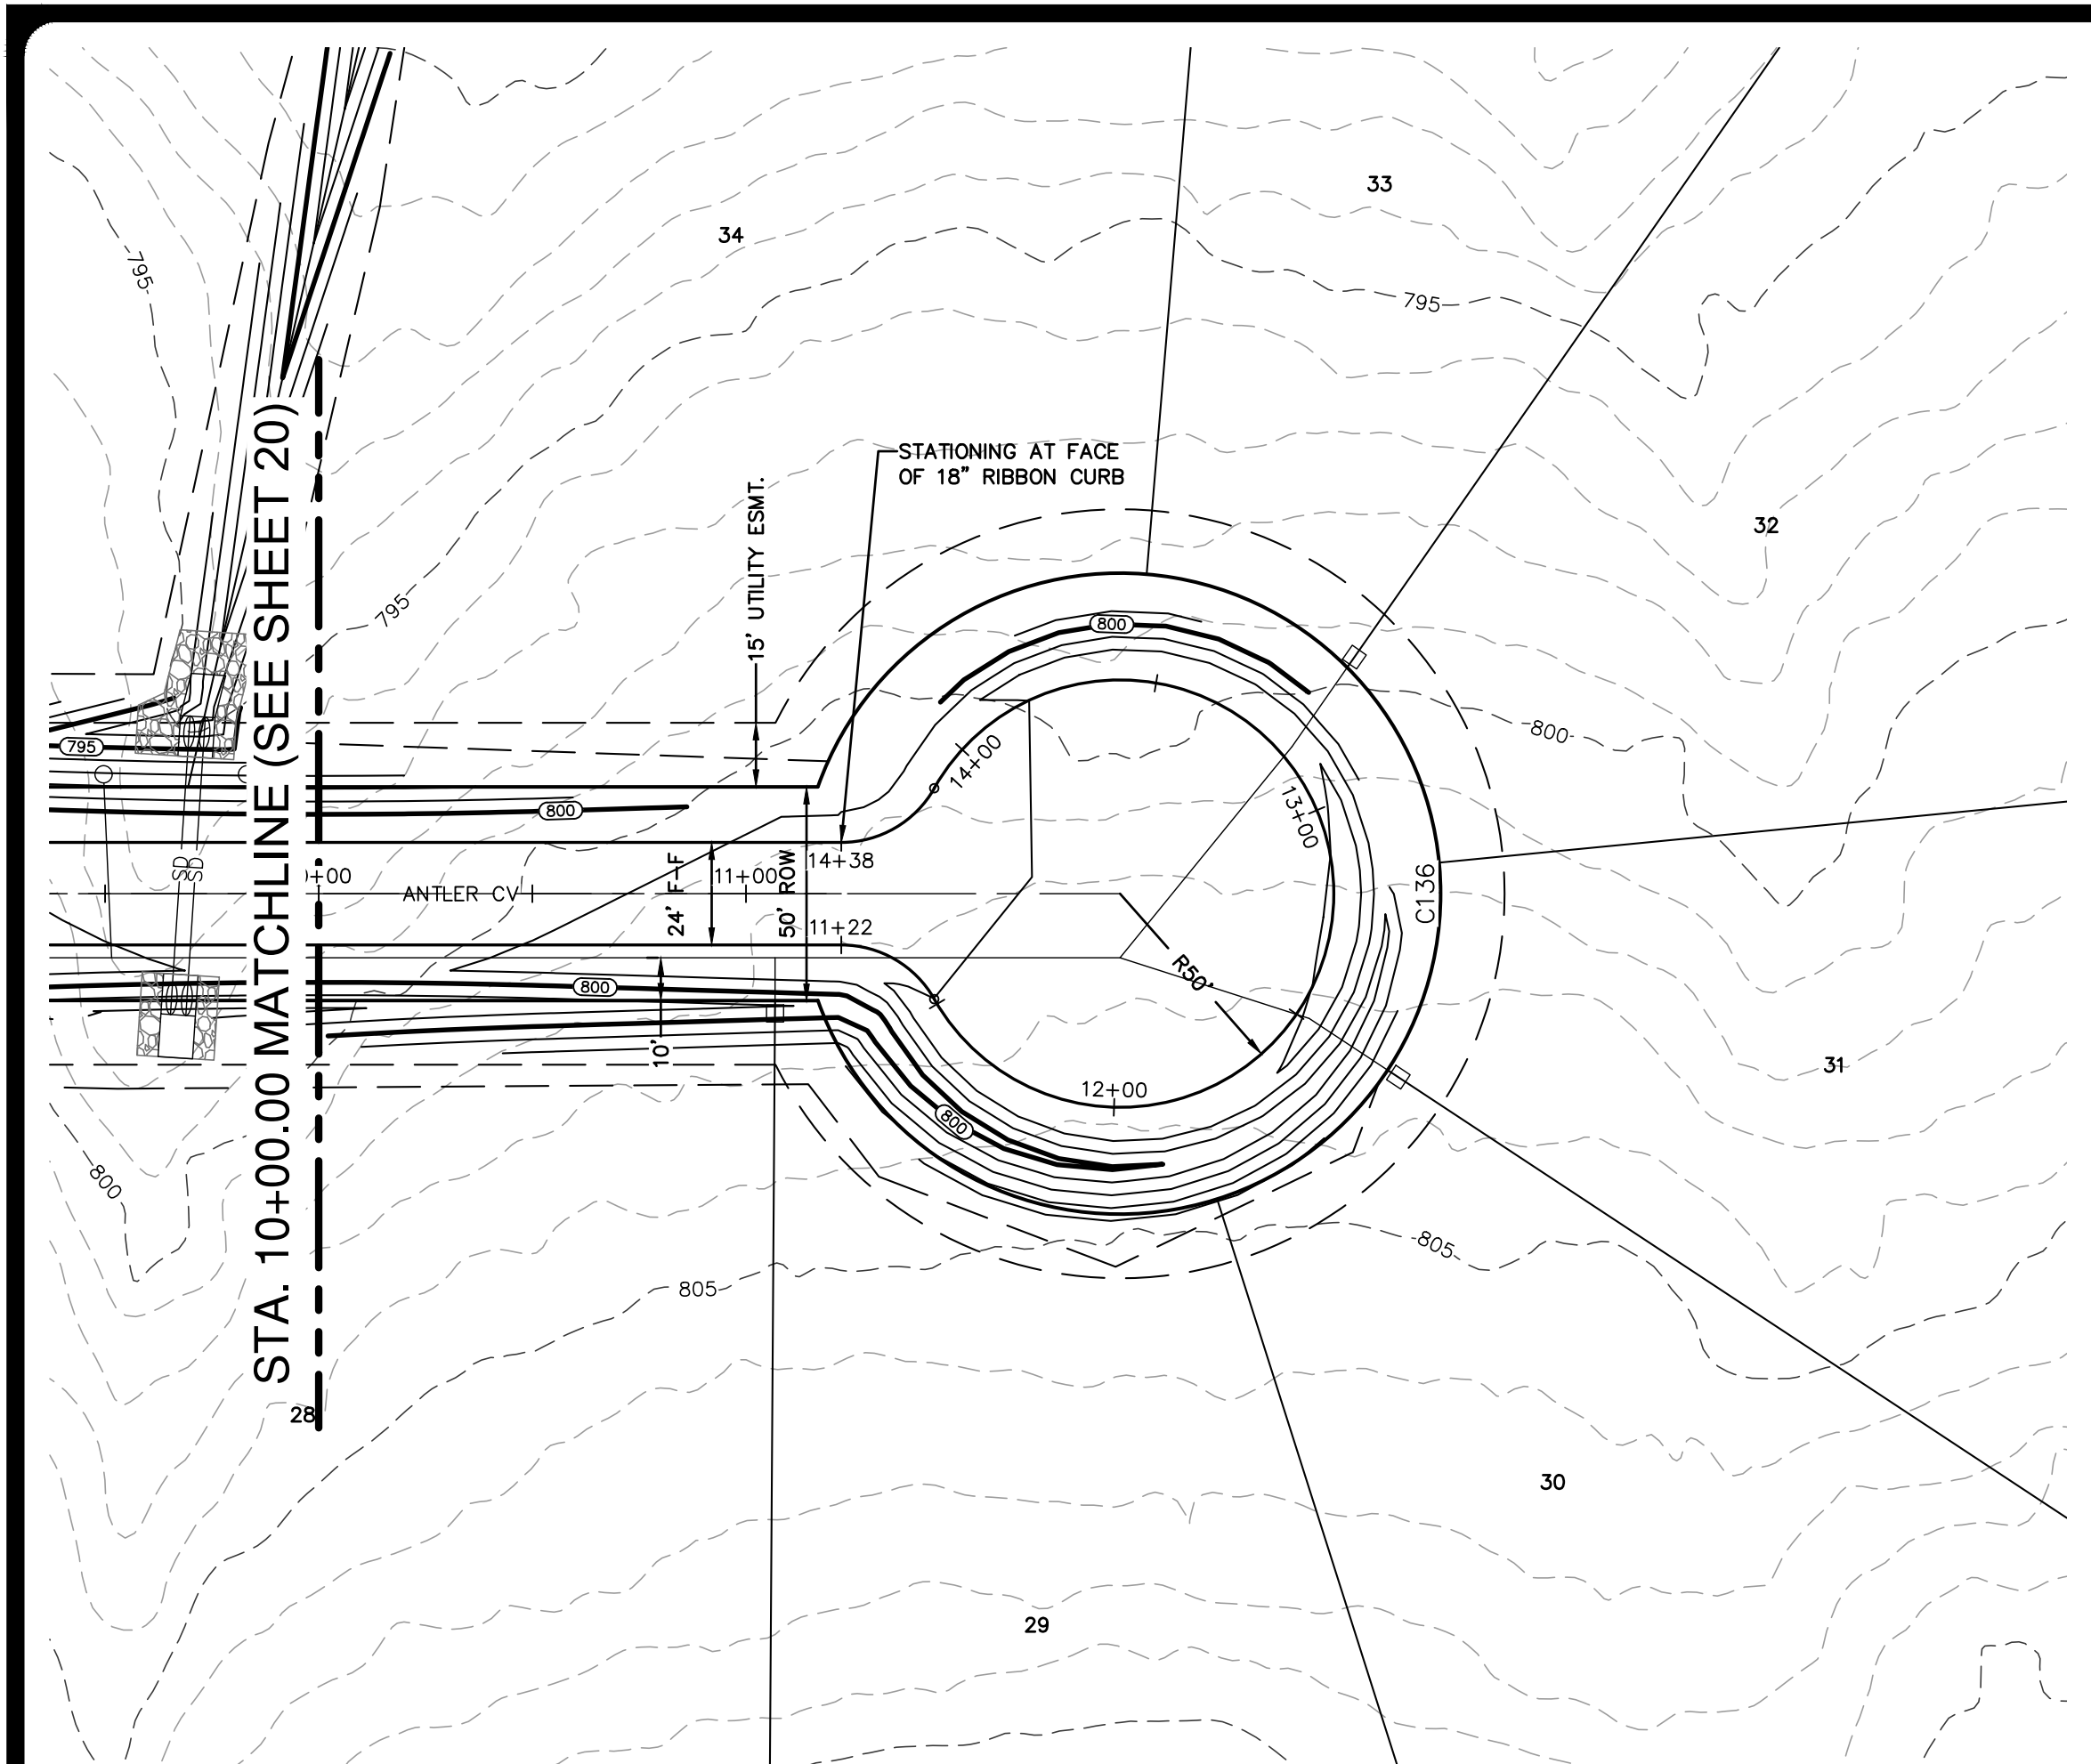 33
34
795
795
STATIONING AT FACE
OF 18" RIBBON CURB
15' UTILITY ESMT.
32
795
800
800
795
14+00
13+00
800
STA. 10+00.00 MATCHLINE (SEE SHEET 20)
SD
SD
0+00
ANTLER CV
24' F-F
11+00
50' ROW
14+38
11+22
C136
R50'
800
10'
12+00
800
31
800
805
805
28
30
29